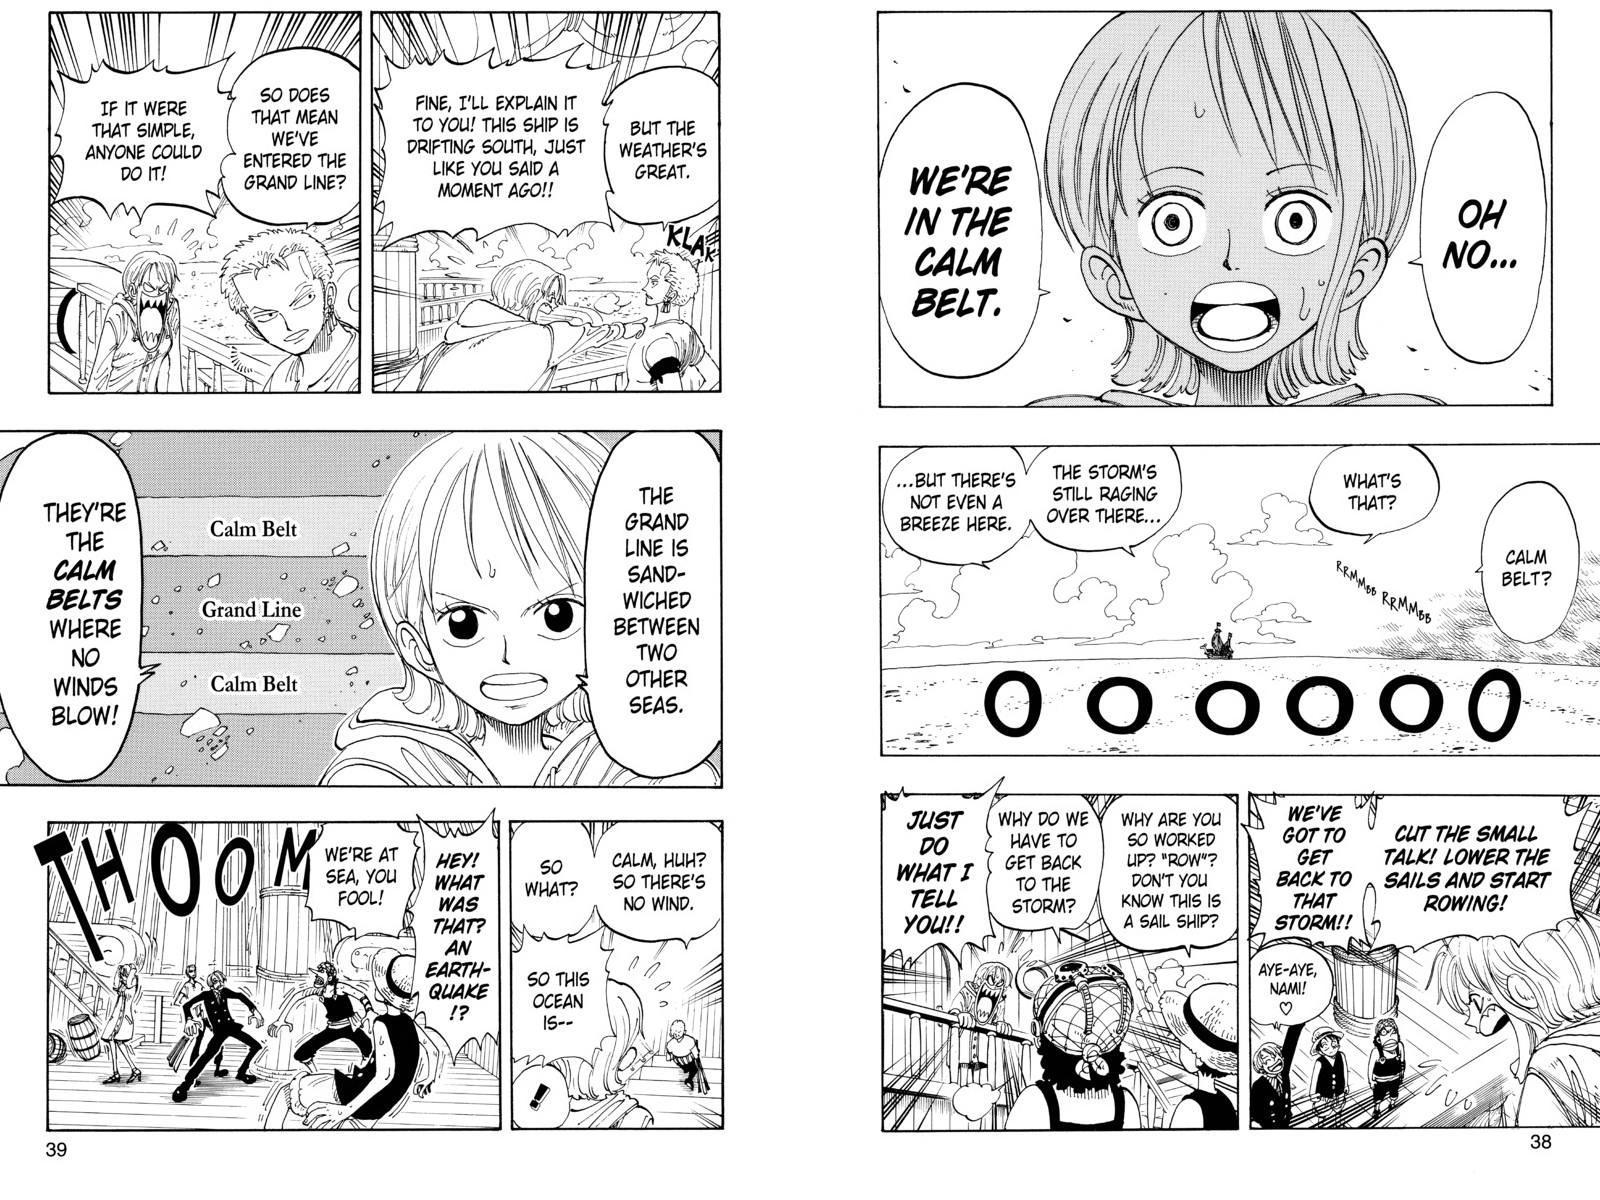 OH
NO...
WE'RE
IN THE
CALM
BELT.
CALM
BELT?
WHAT'S
THAT?
RRMMBB RRMMBB
THE STORM'S
STILL RAGING
OVER THERE...
...BUT THERE'S
NOT EVEN A
BREEZE HERE.
OOOOOO
CUT THE SMALL
TALK! LOWER THE
SAILS AND START
ROWING!
WE'VE
GOT TO
GET
BACK TO
THAT
STORM!!
AYE-AYE,
NAMI!
♡
WHY ARE YOU
SO WORKED
UP? "ROW"?
DON'T YOU
KNOW THIS IS
A SAIL SHIP?
WHY DO WE
HAVE TO
GET BACK
TO THE
STORM?
JUST
DO
WHAT I
TELL
YOU!!
38
BUT THE
WEATHER'S
GREAT.
KLAK
FINE, I'LL EXPLAIN IT
TO YOU! THIS SHIP IS
DRIFTING SOUTH, JUST
LIKE YOU SAID A
MOMENT AGO!!
SO DOES
THAT MEAN
WE'VE
ENTERED THE
GRAND LINE?
IF IT WERE
THAT SIMPLE,
ANYONE COULD
DO IT!
THE
GRAND
LINE IS
SAND-
WICHED
BETWEEN
TWO
OTHER
SEAS.
Calm Belt
Grand Line
Calm Belt
THEY'RE
THE
CALM
BELTS
WHERE
NO
WINDS
BLOW!
CALM, HUH?
SO THERE'S
NO WIND.
SO
WHAT?
SO THIS
OCEAN
IS--
!
HEY!
WHAT
WAS
THAT?
AN
EARTH-
QUAKE
!?
WE'RE AT
SEA, YOU
FOOL!
THOOM
39